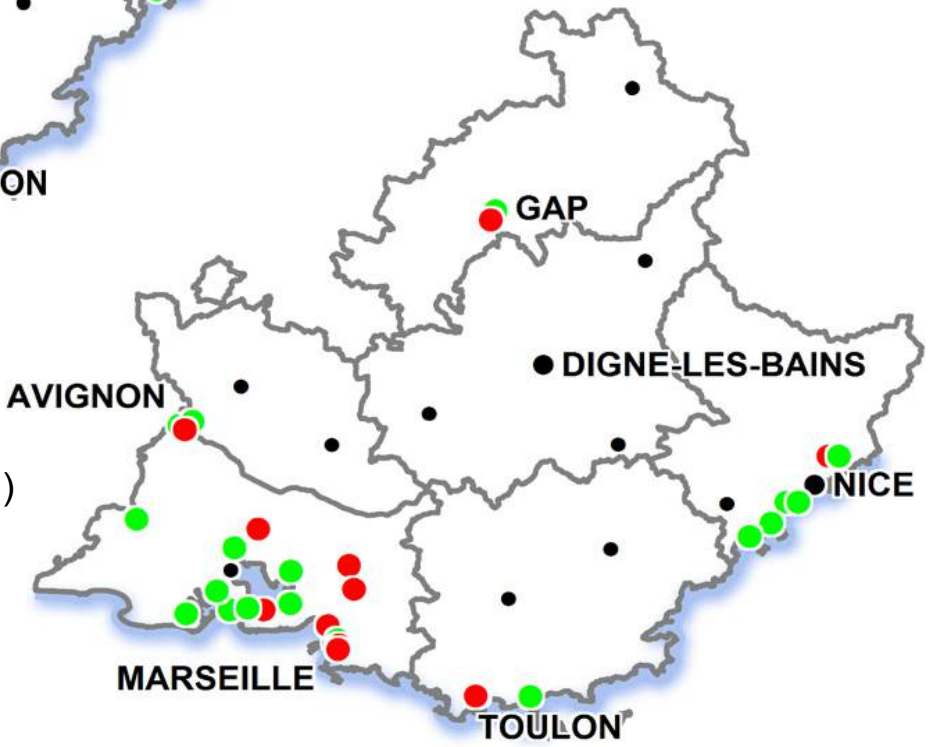 ON
GAP
DIGNE-LES-BAINS
AVIGNON
)
NICE
MARSEILLE
TOULON